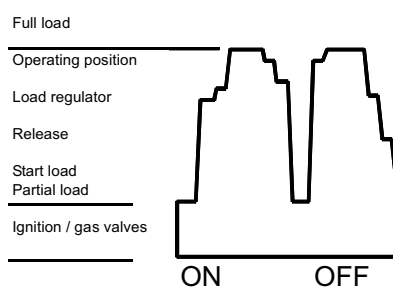 Full load
Operating position
Load regulator
Release
Start load
Partial load
Ignition / gas valves
ON OFF